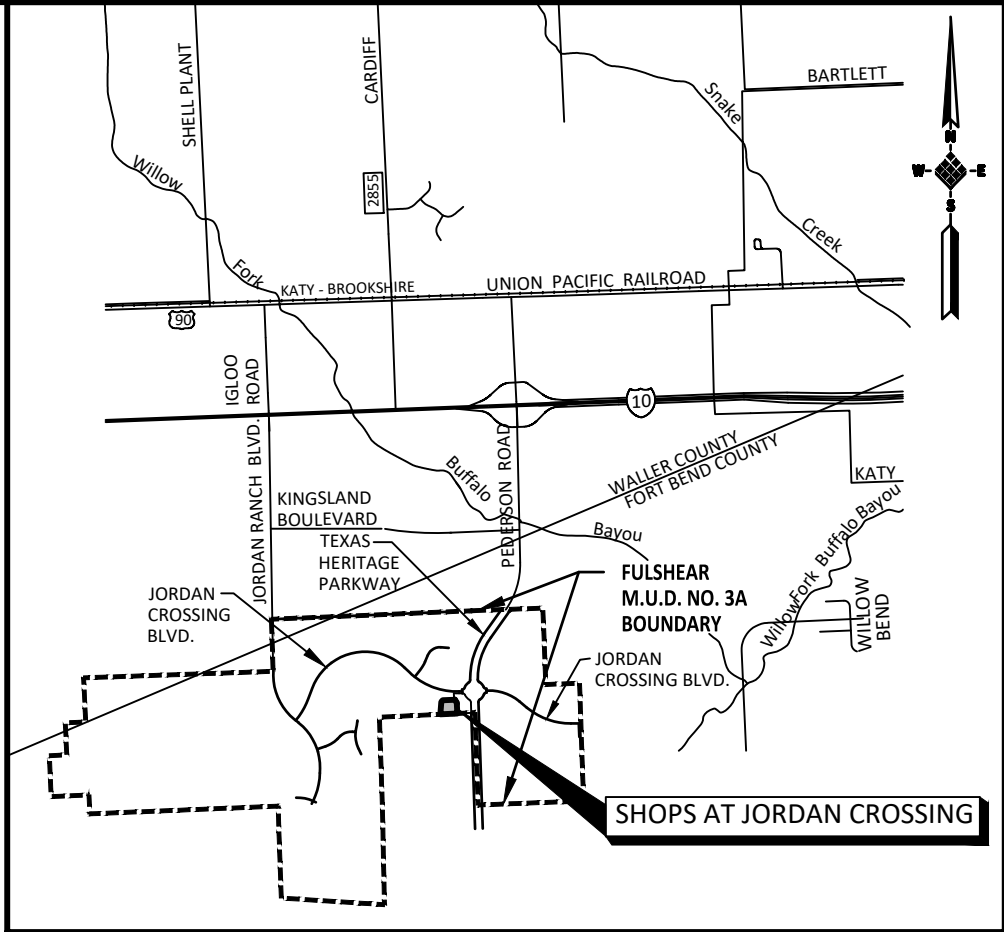 SHELL PLANT
CARDIFF
BARTLETT
Snake
Willow
N
W
E
S
2855
Creek
Fork
KATY - BROOKSHIRE
UNION PACIFIC RAILROAD
90
IGLOO
ROAD
10
JORDAN RANCH BLVD.
PEDERSON ROAD
WALLER COUNTY
FORT BEND COUNTY
Buffalo
KATY
KINGSLAND
BOULEVARD
Bayou
TEXAS
HERITAGE
PARKWAY
Willow Fork Buffalo Bayou
FULSHEAR
M.U.D. NO. 3A
BOUNDARY
WILLOW
BEND
JORDAN
CROSSING
BLVD.
JORDAN
CROSSING BLVD.
SHOPS AT JORDAN CROSSING